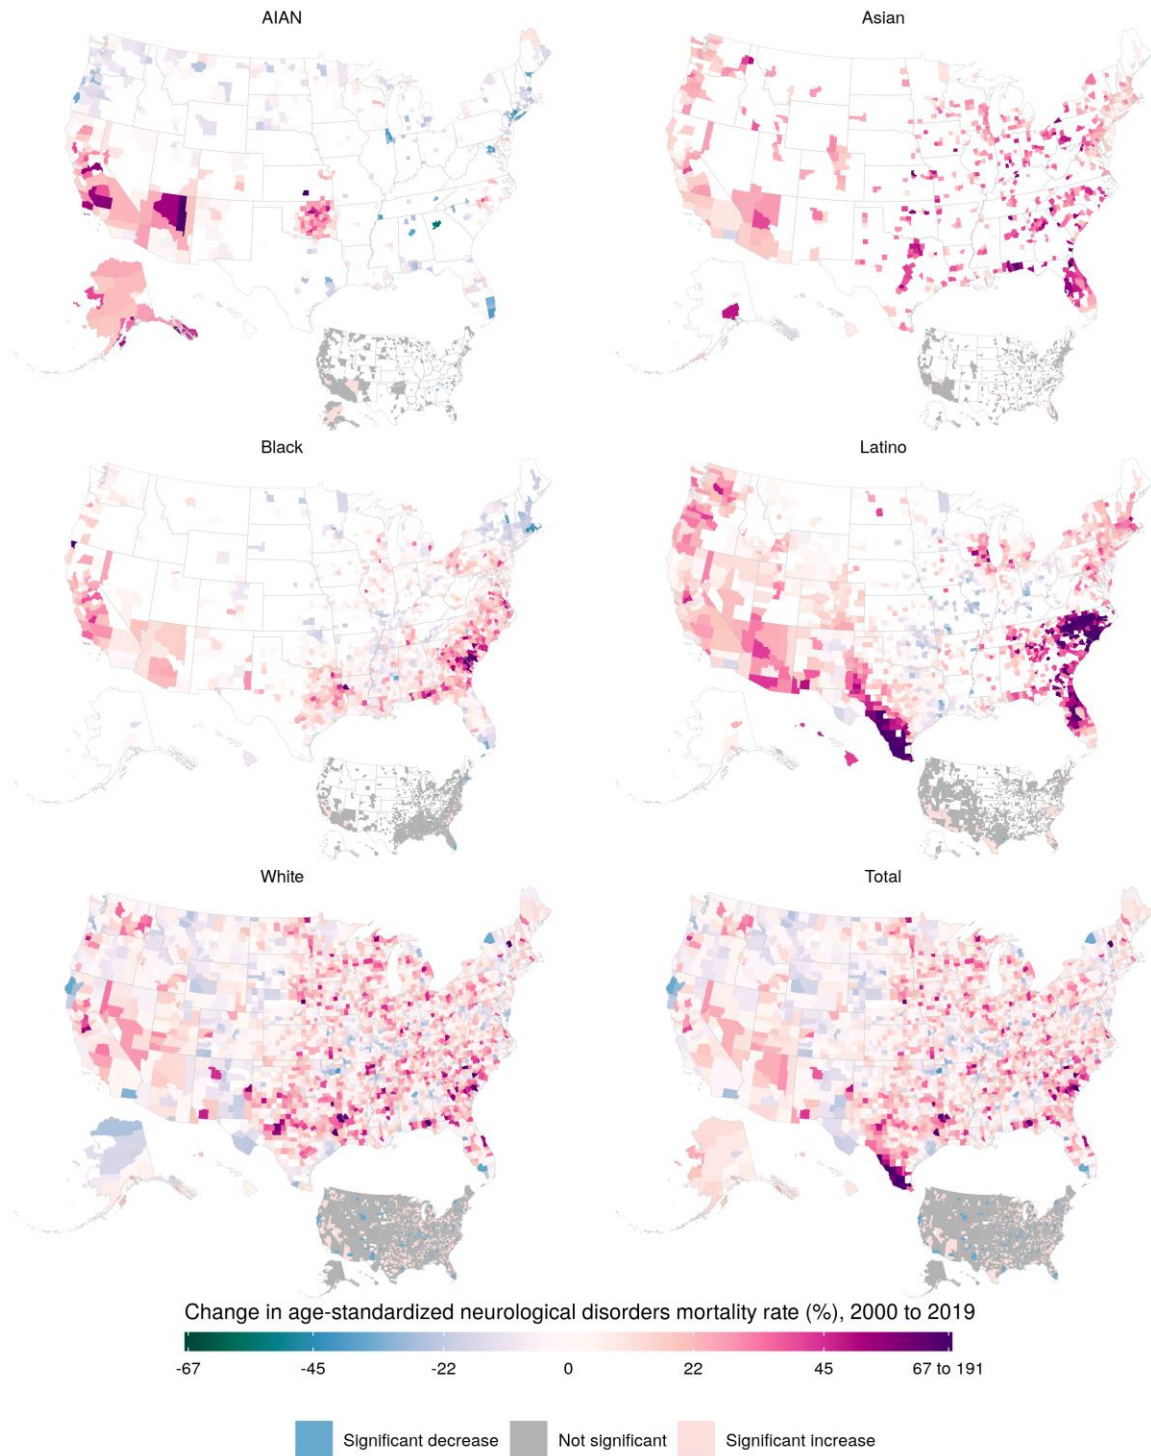 AIAN
Asian
Black
Latino
White
Total
Change in age-standardized neurological disorders mortality rate (%), 2000 to 2019
-67 -45 -22 0 22 45 67 to 191
Significant decrease Not significant Significant increase